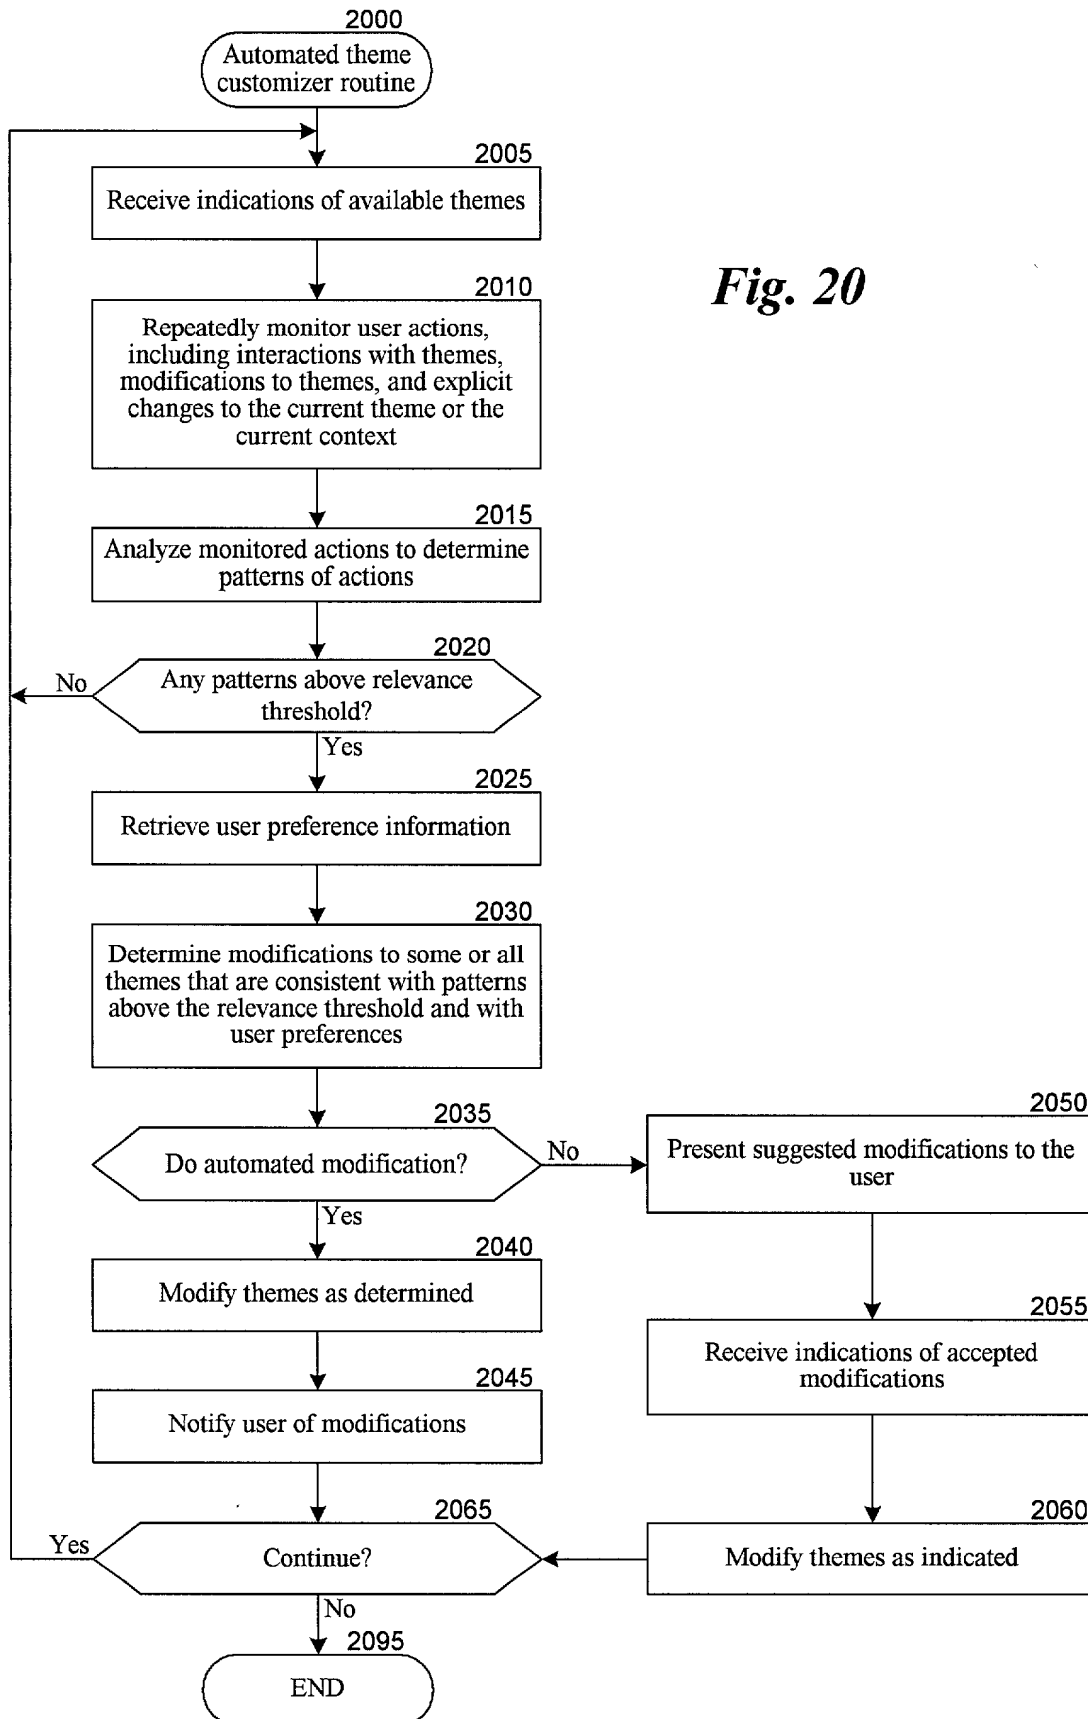 2000
Automated theme
customizer routine
2005
Receive indications of available themes
Fig. 20
2010
Repeatedly monitor user actions,
including interactions with themes,
modifications to themes, and explicit
changes to the current theme or the
current context
2015
Analyze monitored actions to determine
patterns of actions
2020
No
Any patterns above relevance
threshold?
Yes
2025
Retrieve user preference information
2030
Determine modifications to some or all
themes that are consistent with patterns
above the relevance threshold and with
user preferences
2035
Do automated modification?
No
Yes
2050
Present suggested modifications to the
user
2040
Modify themes as determined
2055
Receive indications of accepted
modifications
2045
Notify user of modifications
2060
Modify themes as indicated
2065
Yes
Continue?
No
2095
END